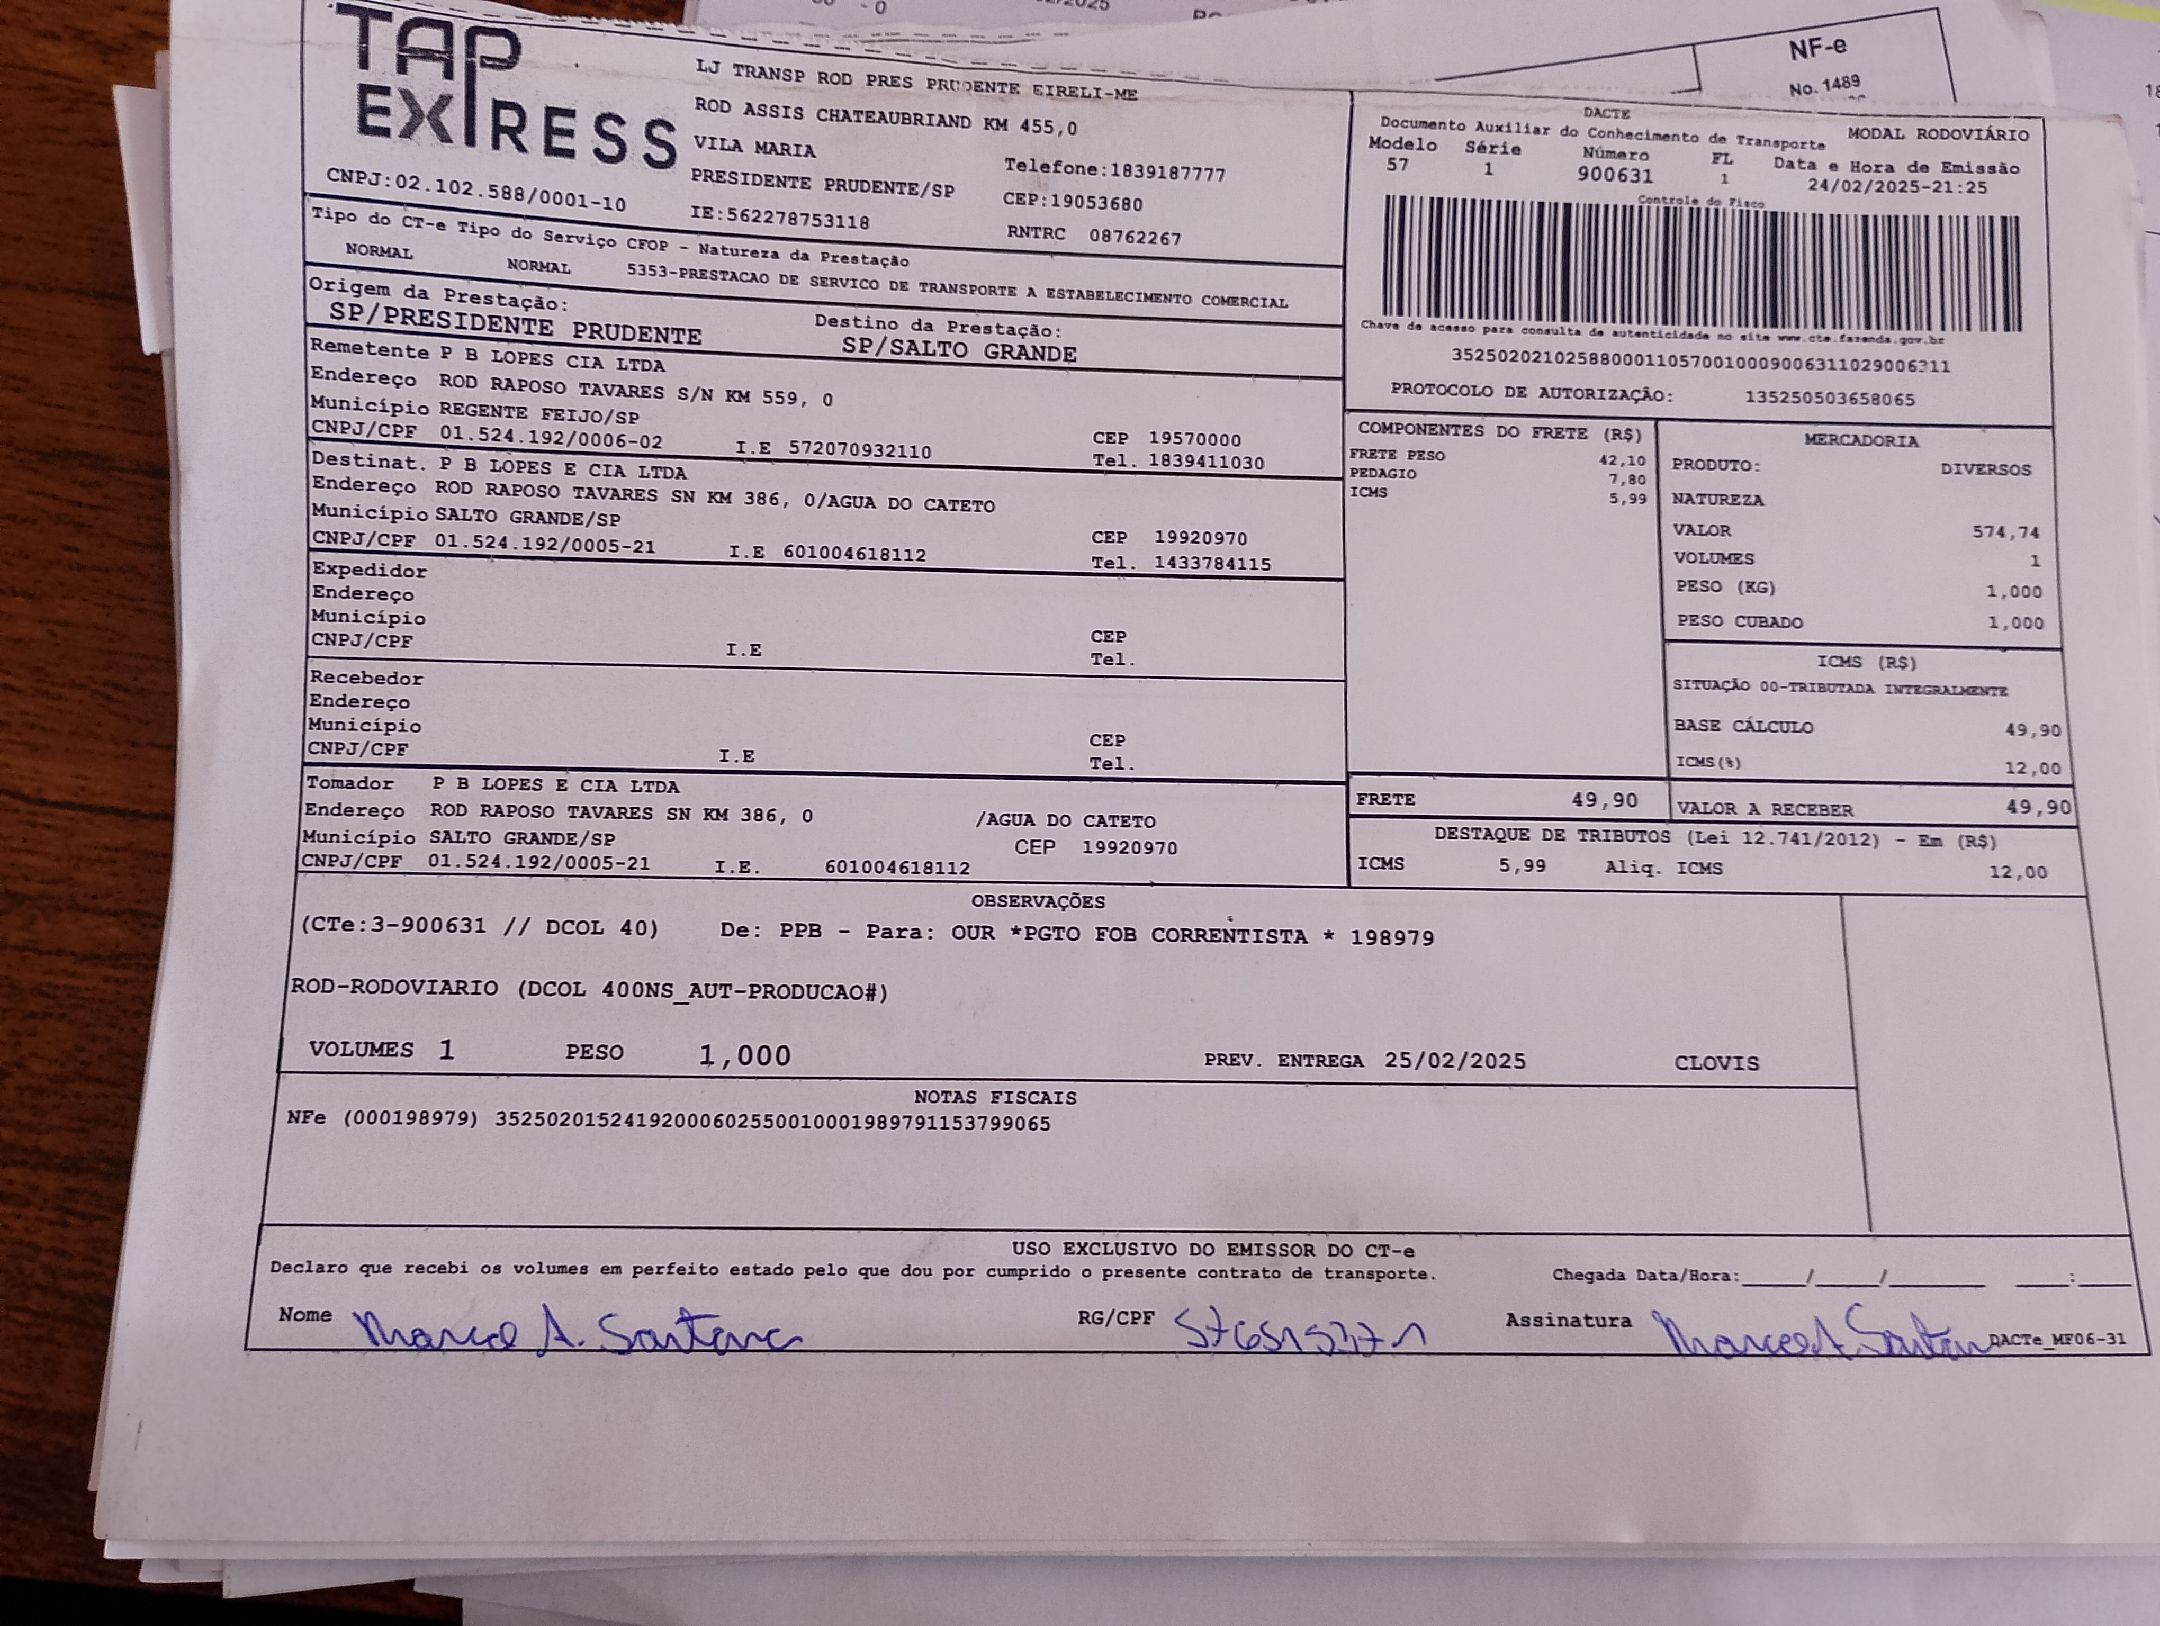 TAP
EXPRESS
LJ TRANSP ROD PRES PRUDENTE EIRELI-ME
ROD ASSIS CHATEAUBRIAND KM 455,0
VILA MARIA
Telefone:1839187777
PRESIDENTE PRUDENTE/SP
CEP:19053680
CNPJ:02.102.588/0001-10
IE:562278753118
RNTRC 08762267
NF-e
No. 1489
DACTE
Documento Auxiliar do Conhecimento de Transporte MODAL RODOVIÁRIO
Modelo Série Número FL Data e Hora de Emissão
57 1 900631 1 24/02/2025-21:25
Controle do Fisco
Chave de acesso para consulta de autenticidade no site www.cte.fazenda.gov.br
35250202102588000110570010009006311029006311
PROTOCOLO DE AUTORIZAÇÃO: 135250503658065
Tipo do CT-e Tipo do Serviço CFOP - Natureza da Prestação
NORMAL NORMAL 5353-PRESTACAO DE SERVICO DE TRANSPORTE A ESTABELECIMENTO COMERCIAL
Origem da Prestação: Destino da Prestação:
SP/PRESIDENTE PRUDENTE SP/SALTO GRANDE
Remetente P B LOPES CIA LTDA
Endereço ROD RAPOSO TAVARES S/N KM 559, 0
Município REGENTE FEIJO/SP CEP 19570000
CNPJ/CPF 01.524.192/0006-02 I.E 572070932110 Tel. 1839411030
Destinat. P B LOPES E CIA LTDA
Endereço ROD RAPOSO TAVARES SN KM 386, 0/AGUA DO CATETO
Município SALTO GRANDE/SP CEP 19920970
CNPJ/CPF 01.524.192/0005-21 I.E 601004618112 Tel. 1433784115
Expedidor
Endereço
Município CEP
CNPJ/CPF I.E Tel.
Recebedor
Endereço
Município CEP
CNPJ/CPF I.E Tel.
Tomador P B LOPES E CIA LTDA
Endereço ROD RAPOSO TAVARES SN KM 386, 0 /AGUA DO CATETO
Município SALTO GRANDE/SP CEP 19920970
CNPJ/CPF 01.524.192/0005-21 I.E. 601004618112
COMPONENTES DO FRETE (R$)
FRETE PESO 42,10
PEDAGIO 7,80
ICMS 5,99
MERCADORIA
PRODUTO: DIVERSOS
NATUREZA
VALOR 574,74
VOLUMES 1
PESO (KG) 1,000
PESO CUBADO 1,000
ICMS (R$)
SITUAÇÃO 00-TRIBUTADA INTEGRALMENTE
BASE CÁLCULO 49,90
ICMS(%) 12,00
FRETE 49,90 VALOR A RECEBER 49,90
DESTAQUE DE TRIBUTOS (Lei 12.741/2012) - Em (R$)
ICMS 5,99 Aliq. ICMS 12,00
OBSERVAÇÕES
(CTe:3-900631 // DCOL 40) De: PPB - Para: OUR *PGTO FOB CORRENTISTA * 198979
ROD-RODOVIARIO (DCOL 400NS_AUT-PRODUCAO#)
VOLUMES 1 PESO 1,000 PREV. ENTREGA 25/02/2025 CLOVIS
NOTAS FISCAIS
NFe (000198979) 35250201524192000602550010001989791153799065
USO EXCLUSIVO DO EMISSOR DO CT-e
Declaro que recebi os volumes em perfeito estado pelo que dou por cumprido o presente contrato de transporte. Chegada Data/Hora:____/____/______ ___:___
Nome Marcos A. Santana RG/CPF Assinatura DACTe_MF06-31